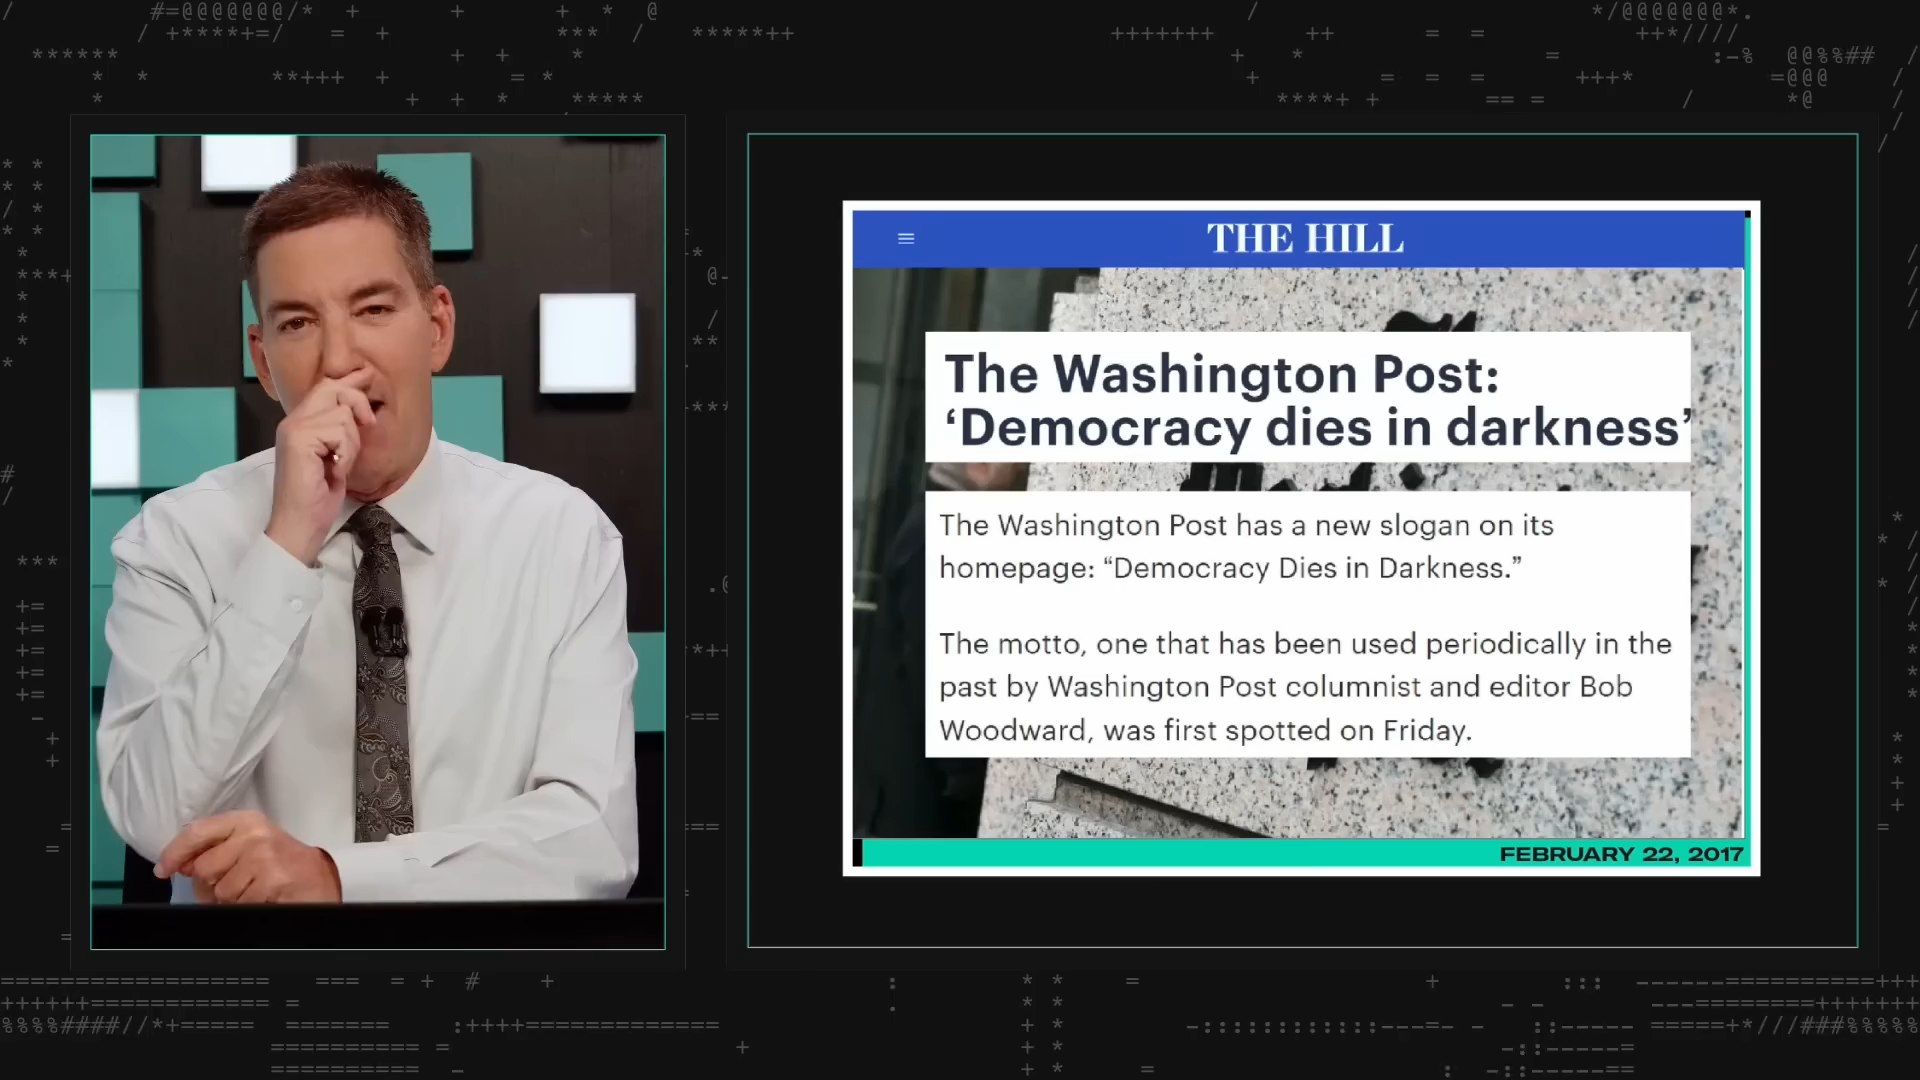 THE HILL
The Washington Post:
‘Democracy dies in darkness’
The Washington Post has a new slogan on its
homepage: “Democracy Dies in Darkness.”
The motto, one that has been used periodically in the
past by Washington Post columnist and editor Bob
Woodward, was first spotted on Friday.
FEBRUARY 22, 2017